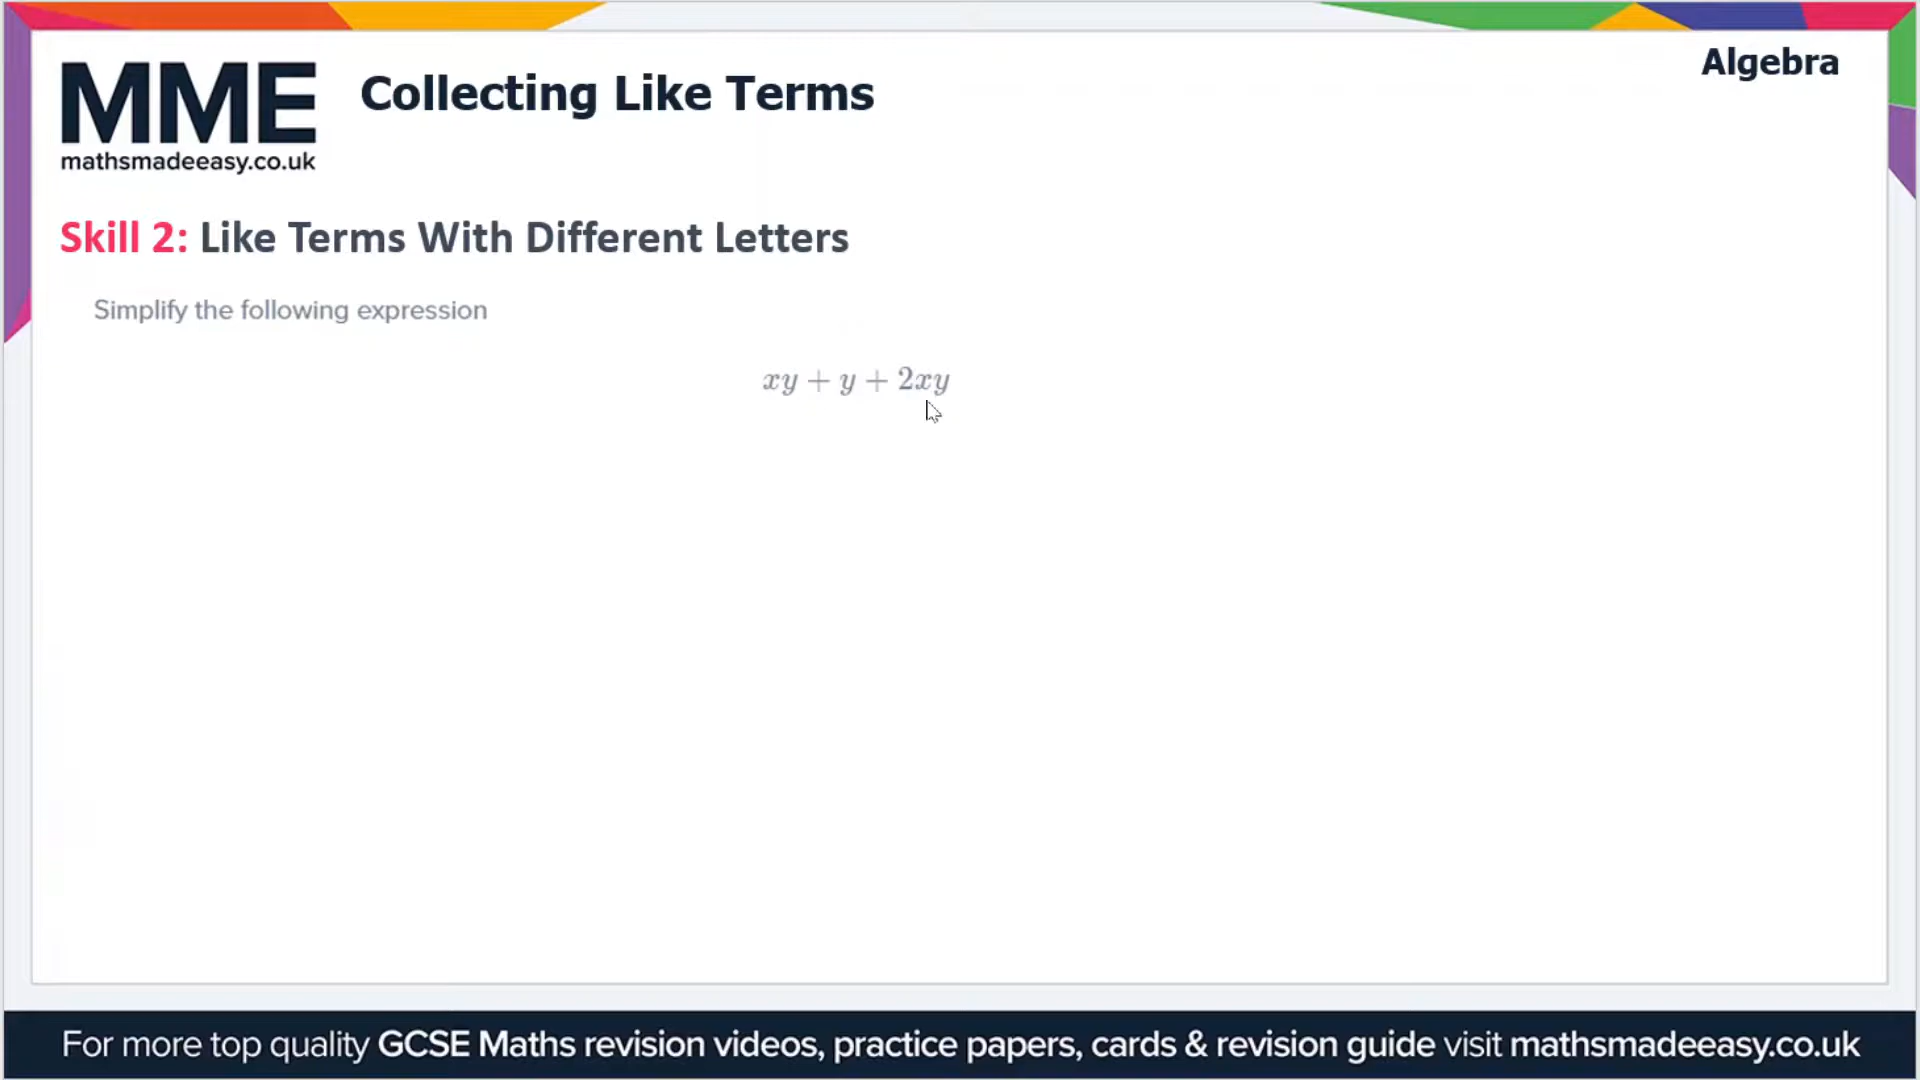 MME
mathsmadeeasy.co.uk
Collecting Like Terms
Algebra
Skill 2: Like Terms With Different Letters
Simplify the following expression
xy + y + 2xy
For more top quality GCSE Maths revision videos, practice papers, cards & revision guide visit mathsmadeeasy.co.uk